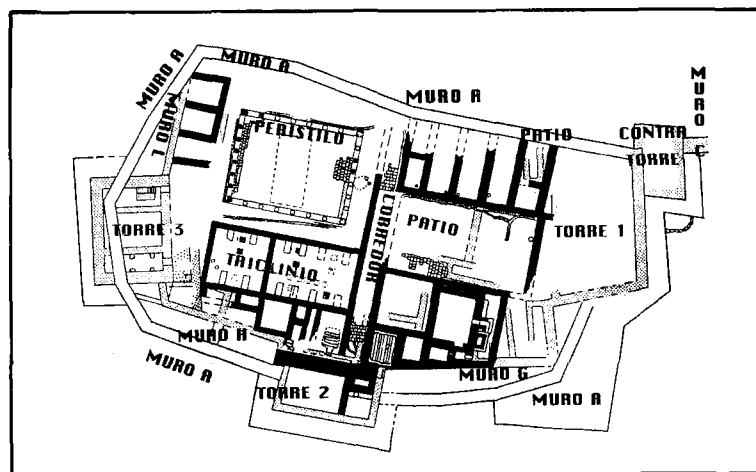 MURO A
MURO A
MURO A
MURO C
MURO L
PERISTILO
PATIO
CONTRA
TORRE
CORREDOR
PATIO
TORRE 1
TORRE 3
TRICLINIO
MURO H
MURO A
TORRE 2
MURO G
MURO A